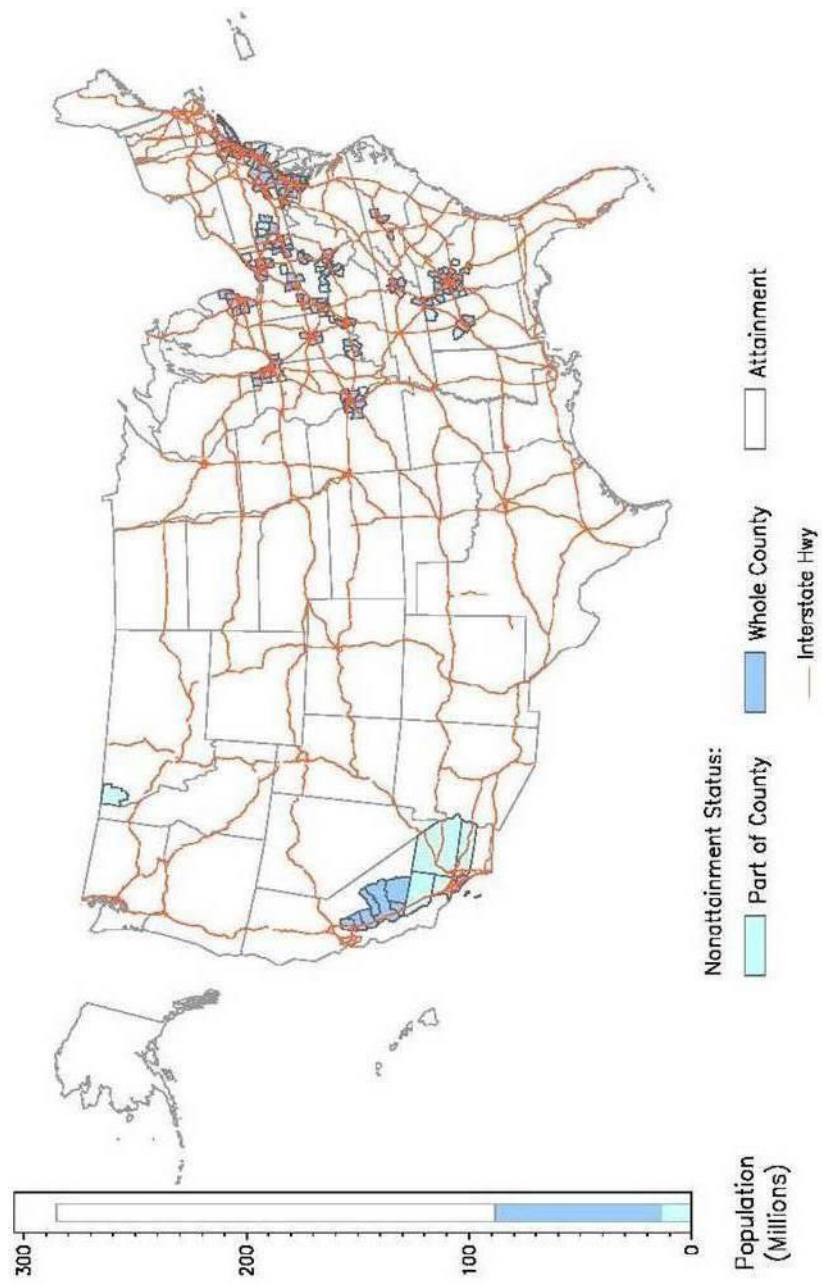 300
200
100
0
Population
(Millions)
Nonattainment Status:
Part of County
Whole County
Attainment
Interstate Hwy